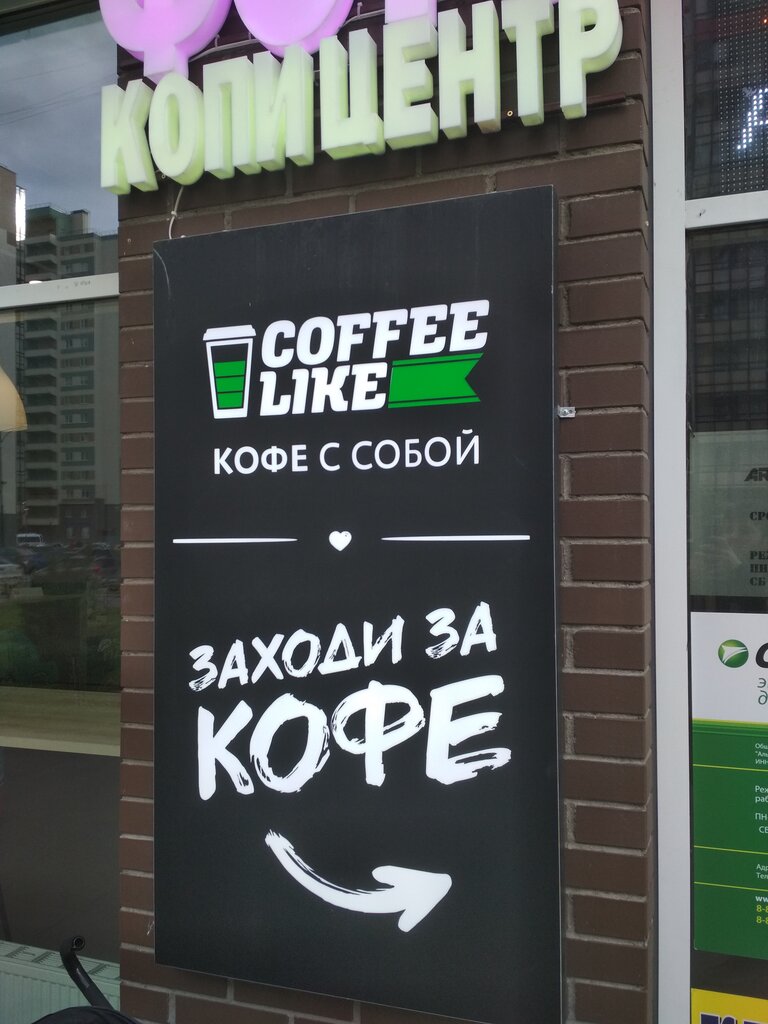 КОПИЦЕНТР
COFFEE
LIKE
КОФЕ С СОБОЙ
ЗАХОДИ ЗА
КОФЕ